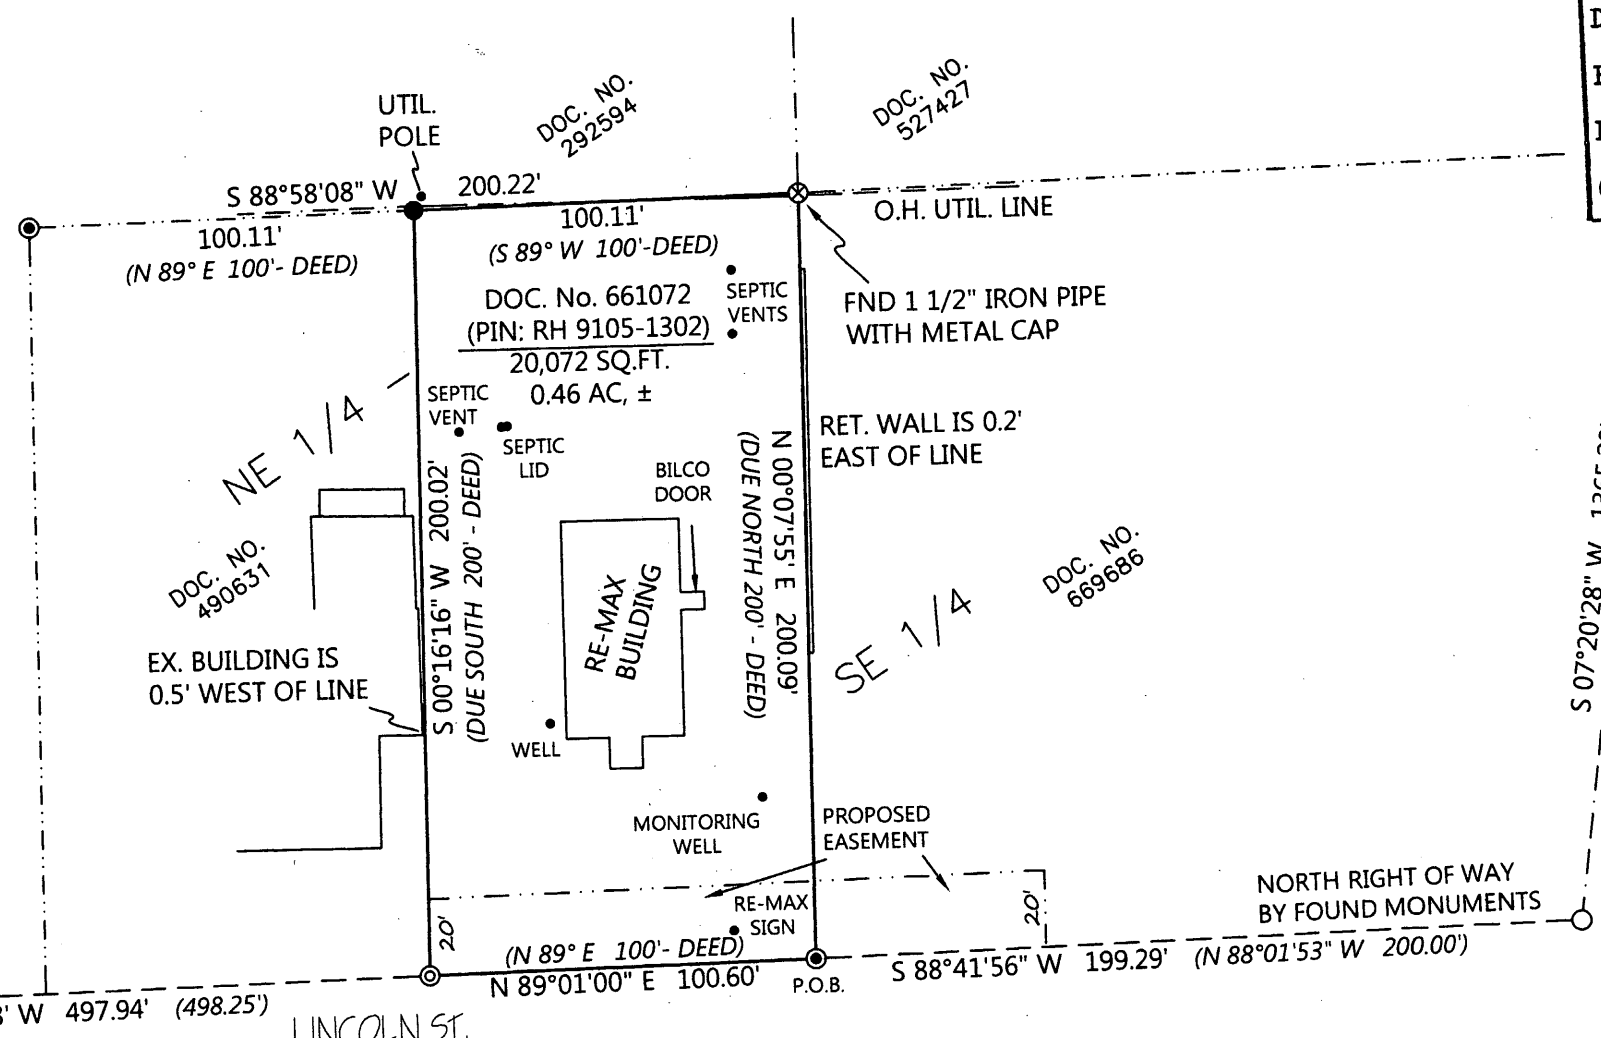 UTIL.
POLE
DOC. NO.
292594
DOC. NO.
527427
S 88°58'08" W
200.22'
100.11'
(N 89° E 100'- DEED)
100.11'
(S 89° W 100'-DEED)
O.H. UTIL. LINE
DOC. No. 661072
(PIN: RH 9105-1302)
20,072 SQ.FT.
0.46 AC, ±
SEPTIC
VENTS
FND 1 1/2" IRON PIPE
WITH METAL CAP
SEPTIC
VENT
SEPTIC
LID
NE 1/4
RET. WALL IS 0.2'
EAST OF LINE
BILCO
DOOR
S 00°16'16" W 200.02'
(DUE SOUTH 200' - DEED)
N 00°07'55' E 200.09'
(DUE NORTH 200' - DEED)
DOC. NO.
490631
DOC. NO.
669686
RE-MAX
BUILDING
SE 1/4
EX. BUILDING IS
0.5' WEST OF LINE
S 07°20'28" W
WELL
MONITORING
WELL
PROPOSED
EASEMENT
RE-MAX
SIGN
20'
20'
NORTH RIGHT OF WAY
BY FOUND MONUMENTS
(N 89° E 100'- DEED)
N 89°01'00" E 100.60'
P.O.B.
S 88°41'56" W 199.29' (N 88°01'53" W 200.00')
W 497.94' (498.25')
LINCOLN ST.